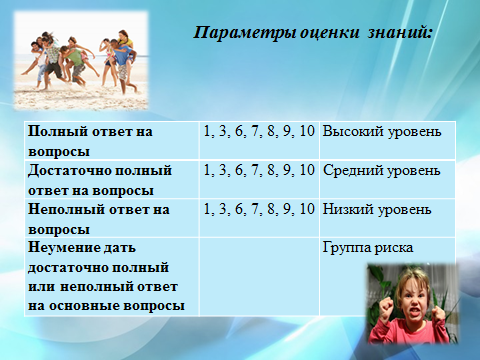 Параметры оценки знаний:
Полный ответ на вопросы 1, 3, 6, 7, 8, 9, 10 Высокий уровень
Достаточно полный ответ на вопросы 1, 3, 6, 7, 8, 9, 10 Средний уровень
Неполный ответ на вопросы 1, 3, 6, 7, 8, 9, 10 Низкий уровень
Неумение дать достаточно полный или неполный ответ на основные вопросы Группа риска